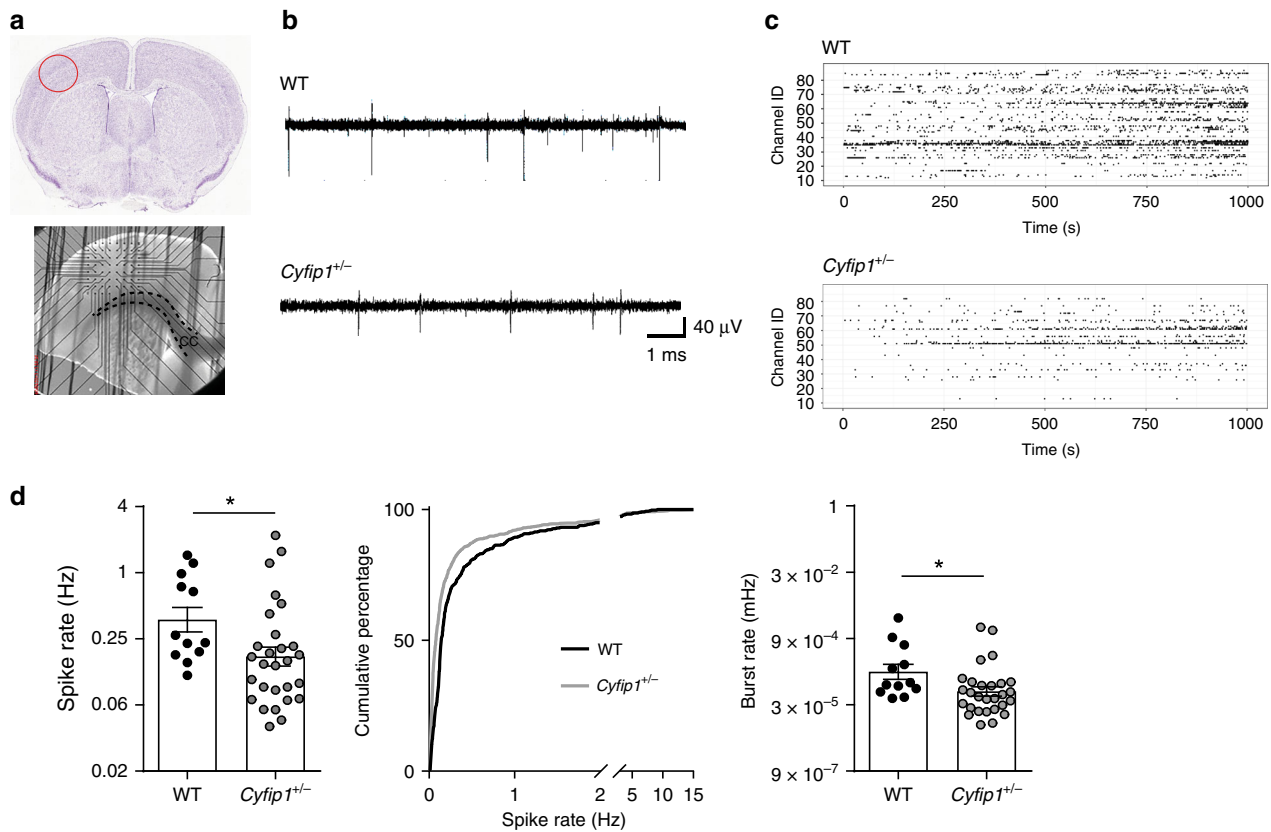 a
b
c
WT
Cyfip1+/–
40 μV
1 ms
CC
WT
Channel ID
80
70
60
50
40
30
20
10
0 250 500 750 1000
Time (s)
Cyfip1+/–
Channel ID
80
70
60
50
40
30
20
10
0 250 500 750 1000
Time (s)
d
Spike rate (Hz)
4
1
0.25
0.06
0.02
*
WT Cyfip1+/–
Cumulative percentage
100
50
0
WT
Cyfip1+/–
0 1 2 5 10 15
Spike rate (Hz)
Burst rate (mHz)
1
3 × 10–2
9 × 10–4
3 × 10–5
9 × 10–7
*
WT Cyfip1+/–